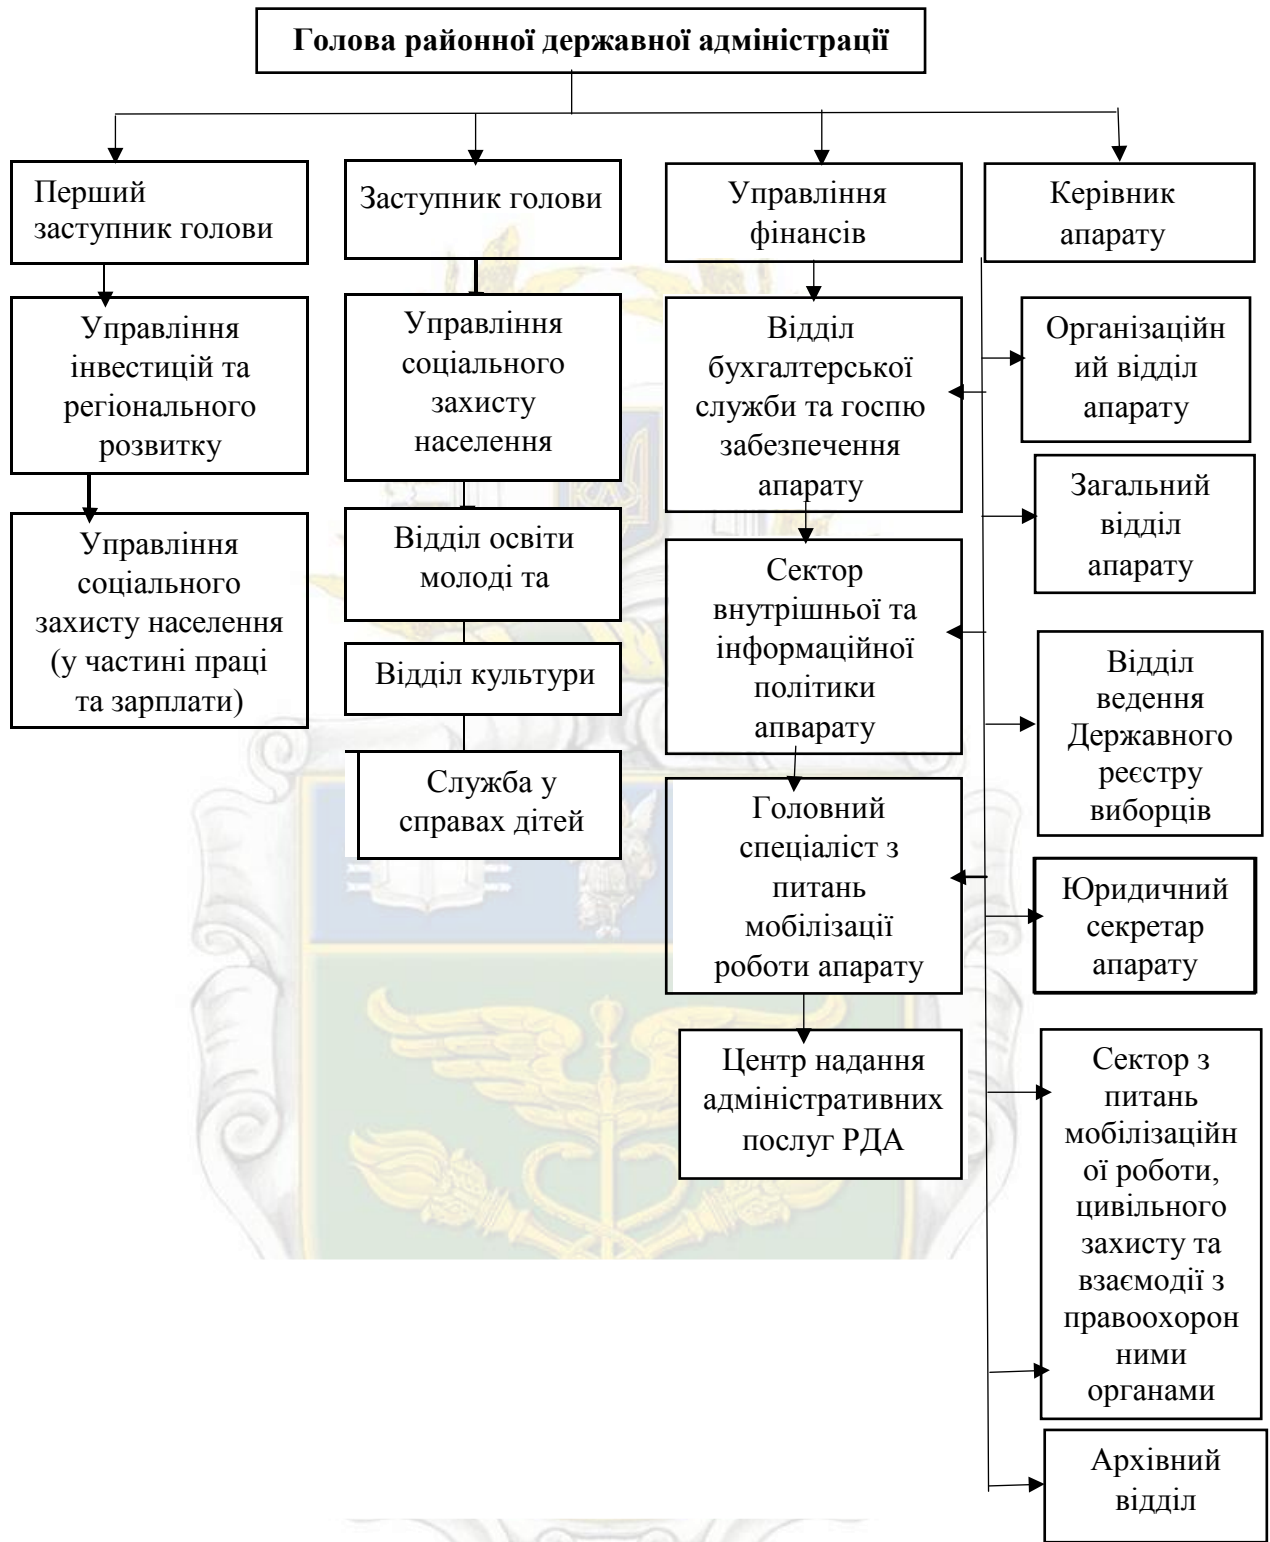 Голова районної державної адміністрації
Перший
заступник голови
Управління
інвестицій та
регіонального
розвитку
Управління
соціального
захисту населення
(у частині праці
та зарплати)
Заступник голови
Управління
соціального
захисту
населення
Відділ освіти
молоді та
Відділ культури
Служба у
справах дітей
Управління
фінансів
Відділ
бухгалтерської
служби та госпю
забезпечення
апарату
Сектор
внутрішньої та
інформаційної
політики
апварату
Головний
спеціаліст з
питань
мобілізації
роботи апарату
Центр надання
адміністративних
послуг РДА
Керівник
апарату
Організаційн
ий відділ
апарату
Загальний
відділ
апарату
Відділ
ведення
Державного
реєстру
виборців
Юридичний
секретар
апарату
Сектор з
питань
мобілізаційн
ої роботи,
цивільного
захисту та
взаємодії з
правоохорон
ними
органами
Архівний
відділ